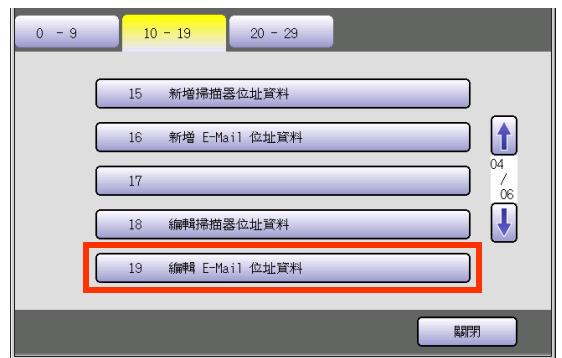 0 - 9
10 - 19
20 - 29
15 新增掃描器位址資料
16 新增 E-Mail 位址資料
17
04
/
06
18 編輯掃描器位址資料
19 編輯 E-Mail 位址資料
關閉